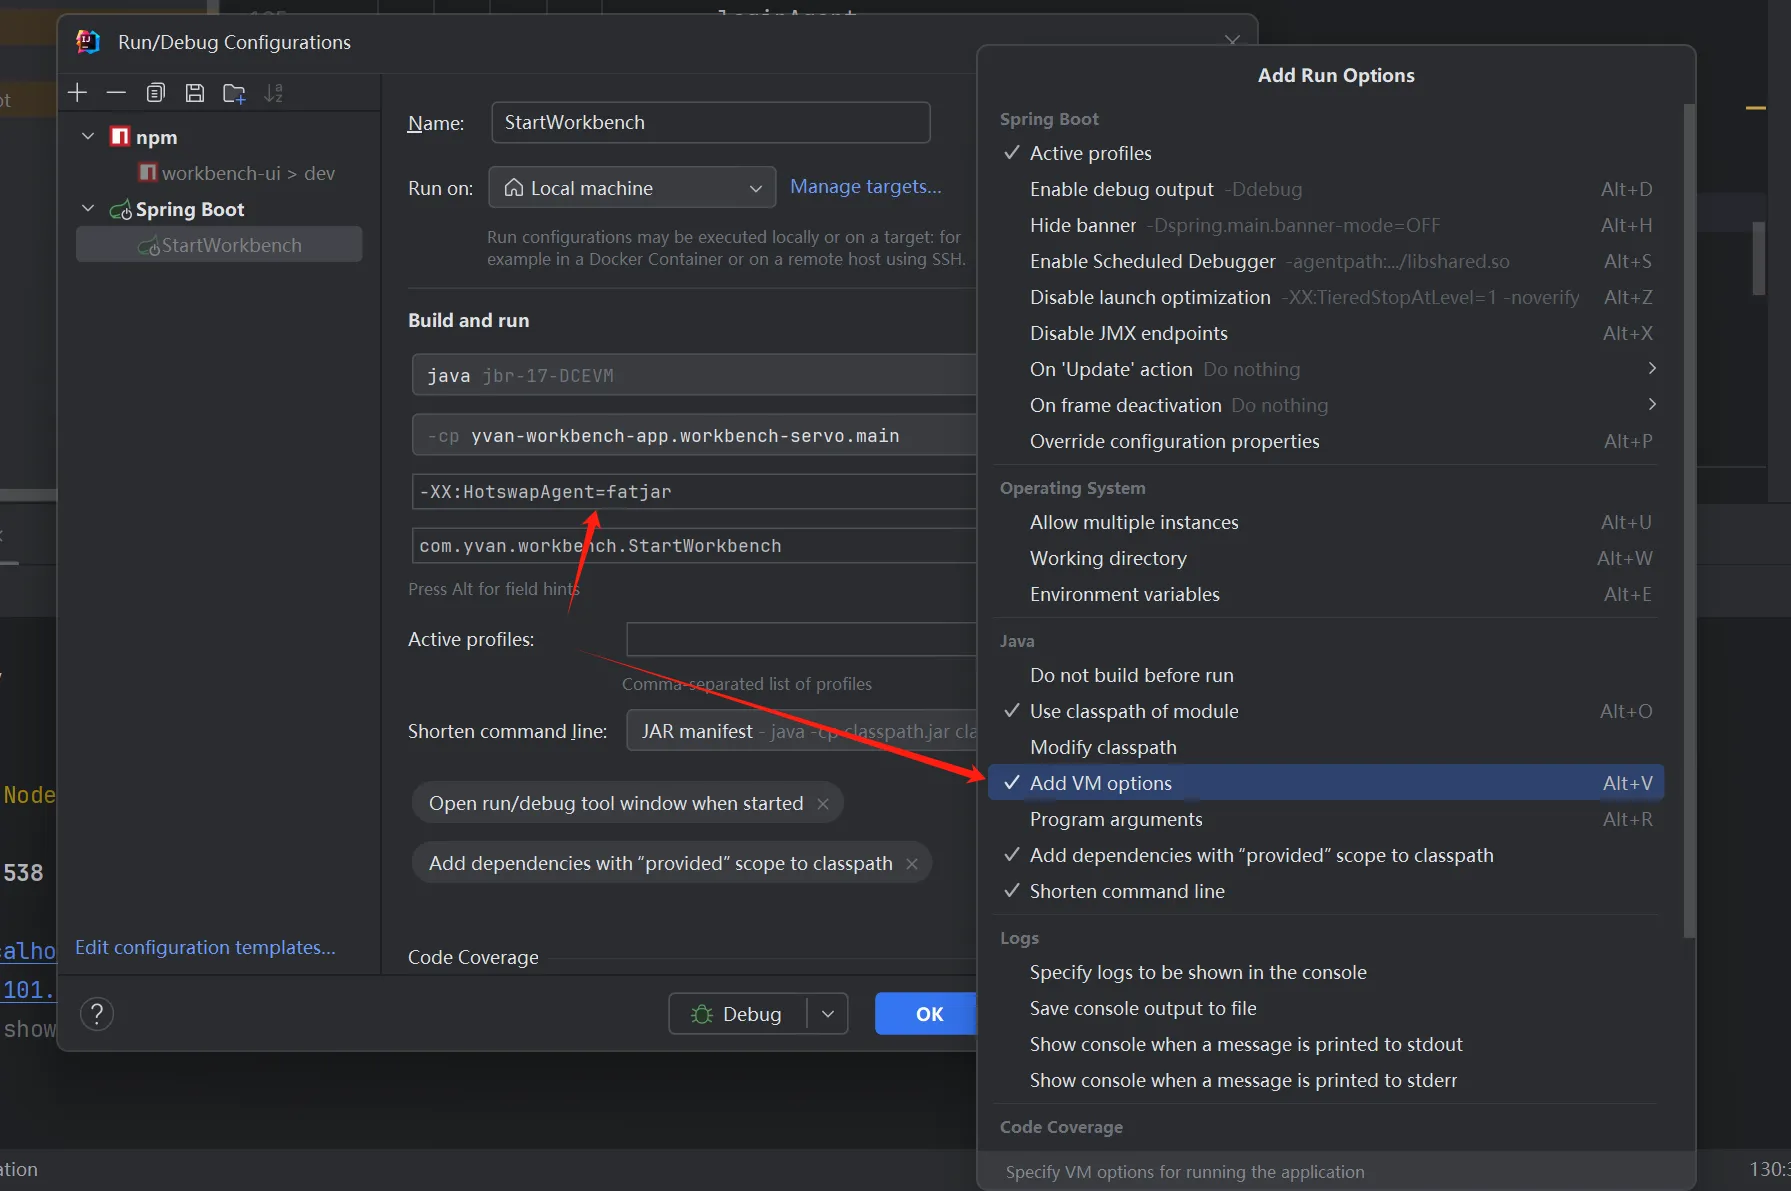 Run/Debug Configurations
npm
workbench-ui > dev
Spring Boot
StartWorkbench
Edit configuration templates...
Name:
StartWorkbench
Run on:
Local machine
Manage targets...
Run configurations may be executed locally or on a target: for
example in a Docker Container or on a remote host using SSH.
Build and run
java jbr-17-DCEVM
-cp yvan-workbench-app.workbench-servo.main
-XX:HotswapAgent=fatjar
com.yvan.workbench.StartWorkbench
Press Alt for field hints
Active profiles:
Comma-separated list of profiles
Shorten command line:
JAR manifest - java -cp classpath.jar cla
Open run/debug tool window when started
Add dependencies with “provided” scope to classpath
Code Coverage
?
Debug
OK
Add Run Options
Spring Boot
Active profiles
Enable debug output -Ddebug Alt+D
Hide banner -Dspring.main.banner-mode=OFF Alt+H
Enable Scheduled Debugger -agentpath:.../libshared.so Alt+S
Disable launch optimization -XX:TieredStopAtLevel=1 -noverify Alt+Z
Disable JMX endpoints Alt+X
On 'Update' action Do nothing
On frame deactivation Do nothing
Override configuration properties Alt+P
Operating System
Allow multiple instances Alt+U
Working directory Alt+W
Environment variables Alt+E
Java
Do not build before run
Use classpath of module Alt+O
Modify classpath
Add VM options Alt+V
Program arguments Alt+R
Add dependencies with “provided” scope to classpath
Shorten command line
Logs
Specify logs to be shown in the console
Save console output to file
Show console when a message is printed to stdout
Show console when a message is printed to stderr
Code Coverage
Specify VM options for running the application
Node
538
alho
101.
show
ation
130: